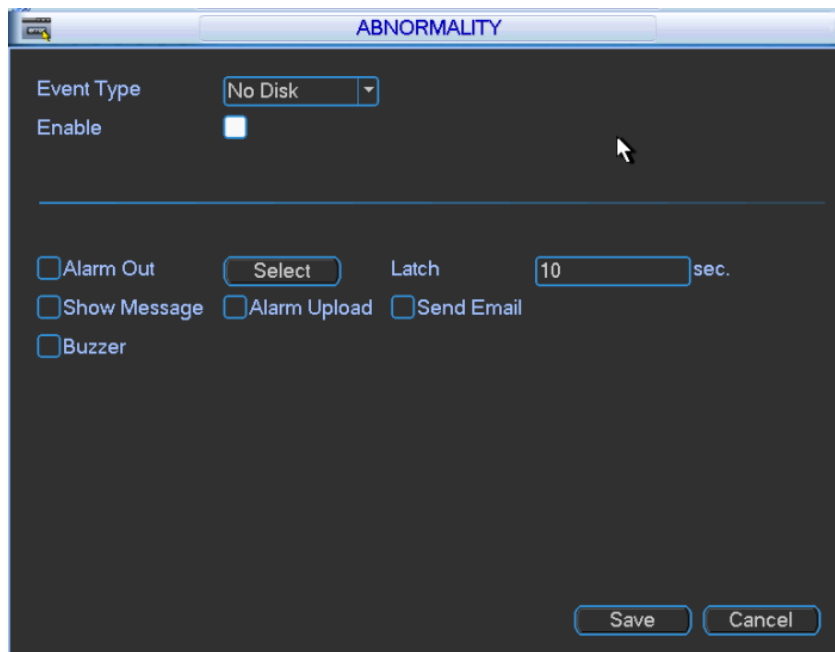 ABNORMALITY
Event Type No Disk
Enable
Alarm Out Select Latch 10 sec.
Show Message Alarm Upload Send Email
Buzzer
Save Cancel